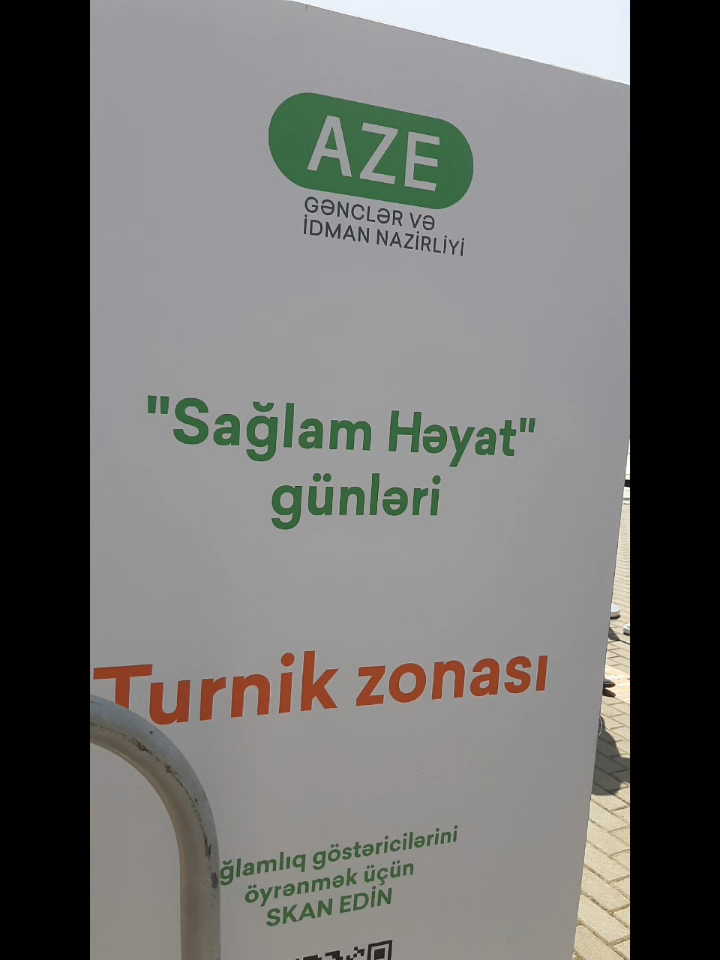 AZE
GƏNCLƏR VƏ
İDMAN NAZİRLİYİ
"Sağlam Həyat"
günləri
Turnik zonası
ğlamlıq göstəricilərini
öyrənmək üçün
SKAN EDİN